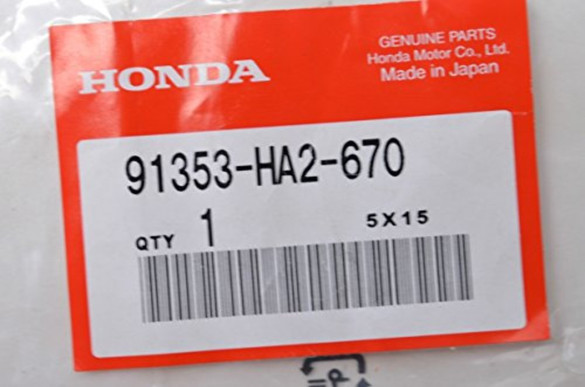 HONDA
GENUINE PARTS
Honda Motor Co., Ltd.
Made in Japan
91353-HA2-670
QTY 1
5X15